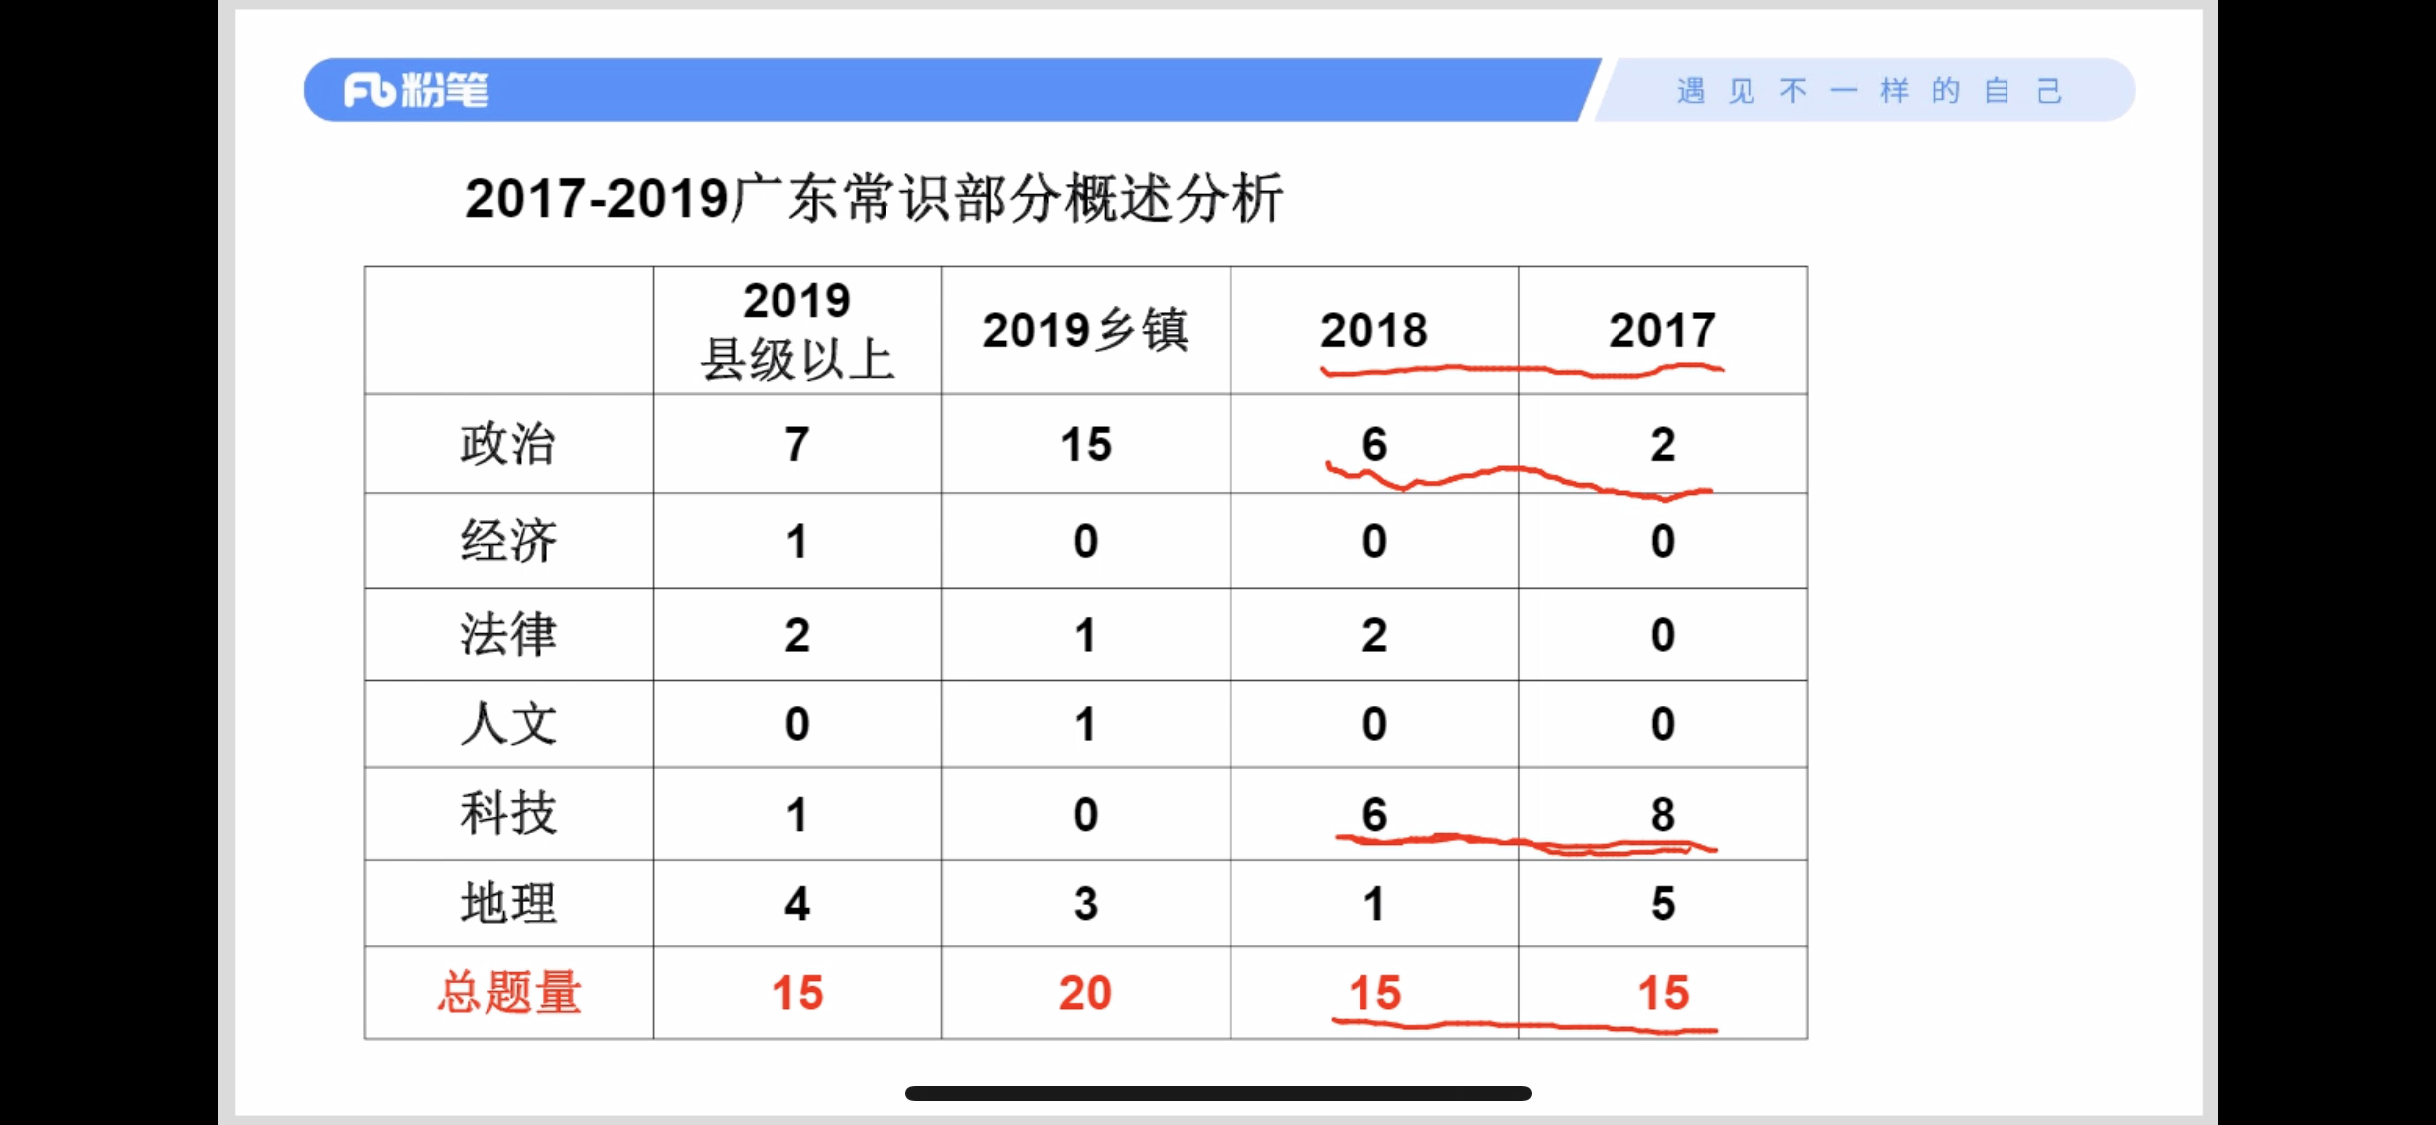 粉笔
遇见不一样的自己
2017-2019广东常识部分概述分析
2019县级以上 2019乡镇 2018 2017
政治 7 15 6 2
经济 1 0 0 0
法律 2 1 2 0
人文 0 1 0 0
科技 1 0 6 8
地理 4 3 1 5
总题量 15 20 15 15